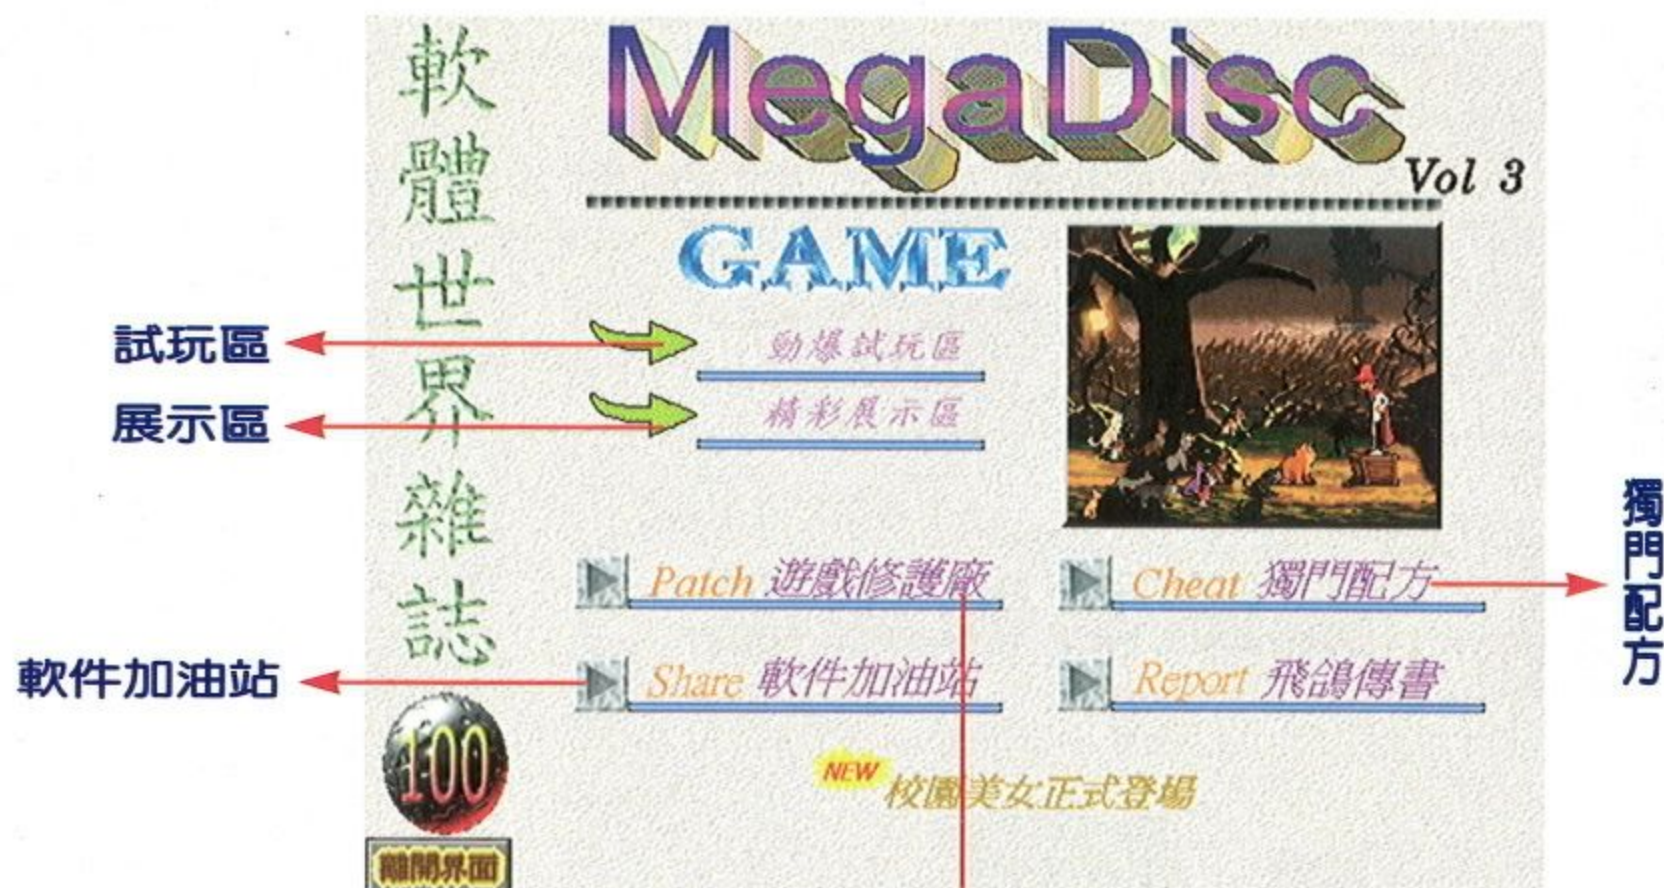 軟體世界雜誌
MegaDisc
Vol 3
GAME
試玩區
動爆試玩區
展示區
精彩展示區
Patch 遊戲修護廠
Cheat 獨門配方
獨門配方
軟件加油站
Share 軟件加油站
Report 飛鴿傳書
100
NEW 校園美女正式登場
離開界面